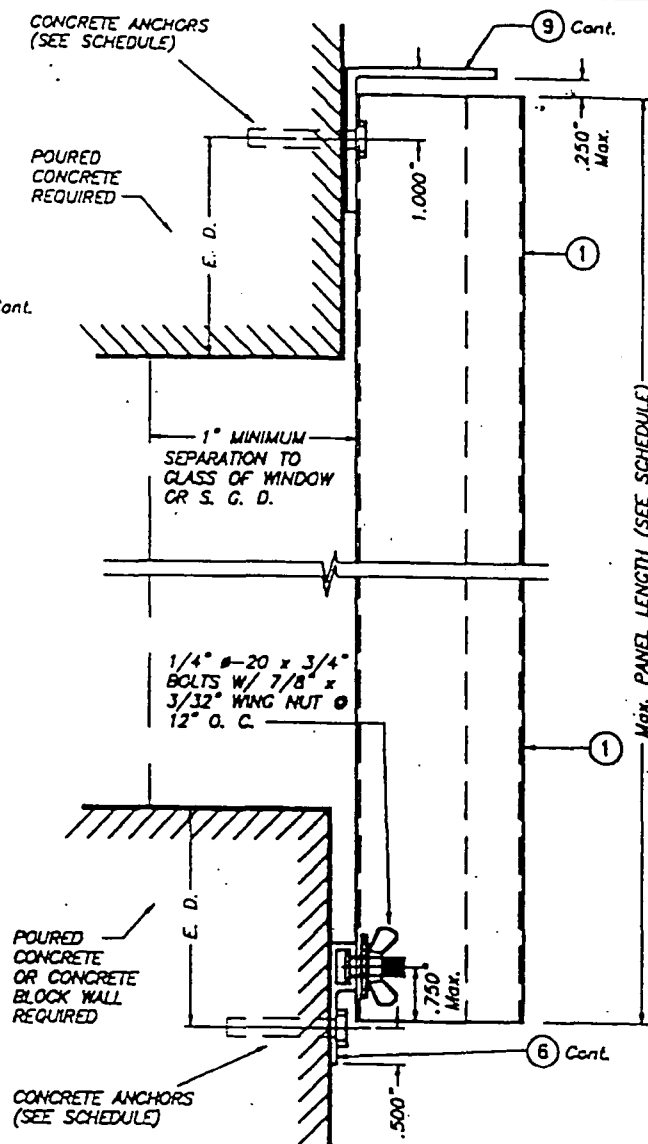 CONCRETE ANCHORS
(SEE SCHEDULE)
9 Cont.
.250"
Max.
POURED
CONCRETE
REQUIRED
E. D.
1.000"
1
Cont.
Max. PANEL LENGTH (SEE SCHEDULE)
1" MINIMUM
SEPARATION TO
GLASS OF WINDOW
OR S. G. D.
1/4" ø-20 x 3/4"
BOLTS W/ 7/8" x
3/32" WING NUT @
12" O. C.
1
E. D.
POURED
CONCRETE
OR CONCRETE
BLOCK WALL
REQUIRED
.750
Max.
6 Cont.
CONCRETE ANCHORS
(SEE SCHEDULE)
.500"